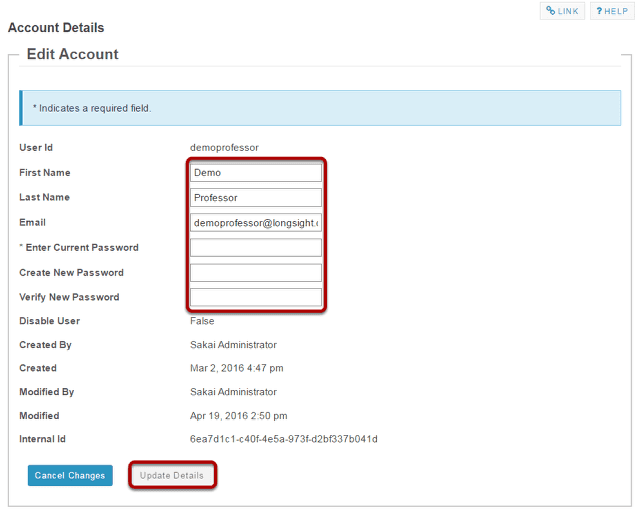 LINK ? HELP
Account Details
Edit Account
* Indicates a required field.
User Id demoprofessor
First Name Demo
Last Name Professor
Email demoprofessor@longsight.
* Enter Current Password
Create New Password
Verify New Password
Disable User False
Created By Sakai Administrator
Created Mar 2, 2016 4:47 pm
Modified By Sakai Administrator
Modified Apr 19, 2016 2:50 pm
Internal Id 6ea7d1c1-c40f-4e5a-973f-d2bf337b041d
Cancel Changes Update Details